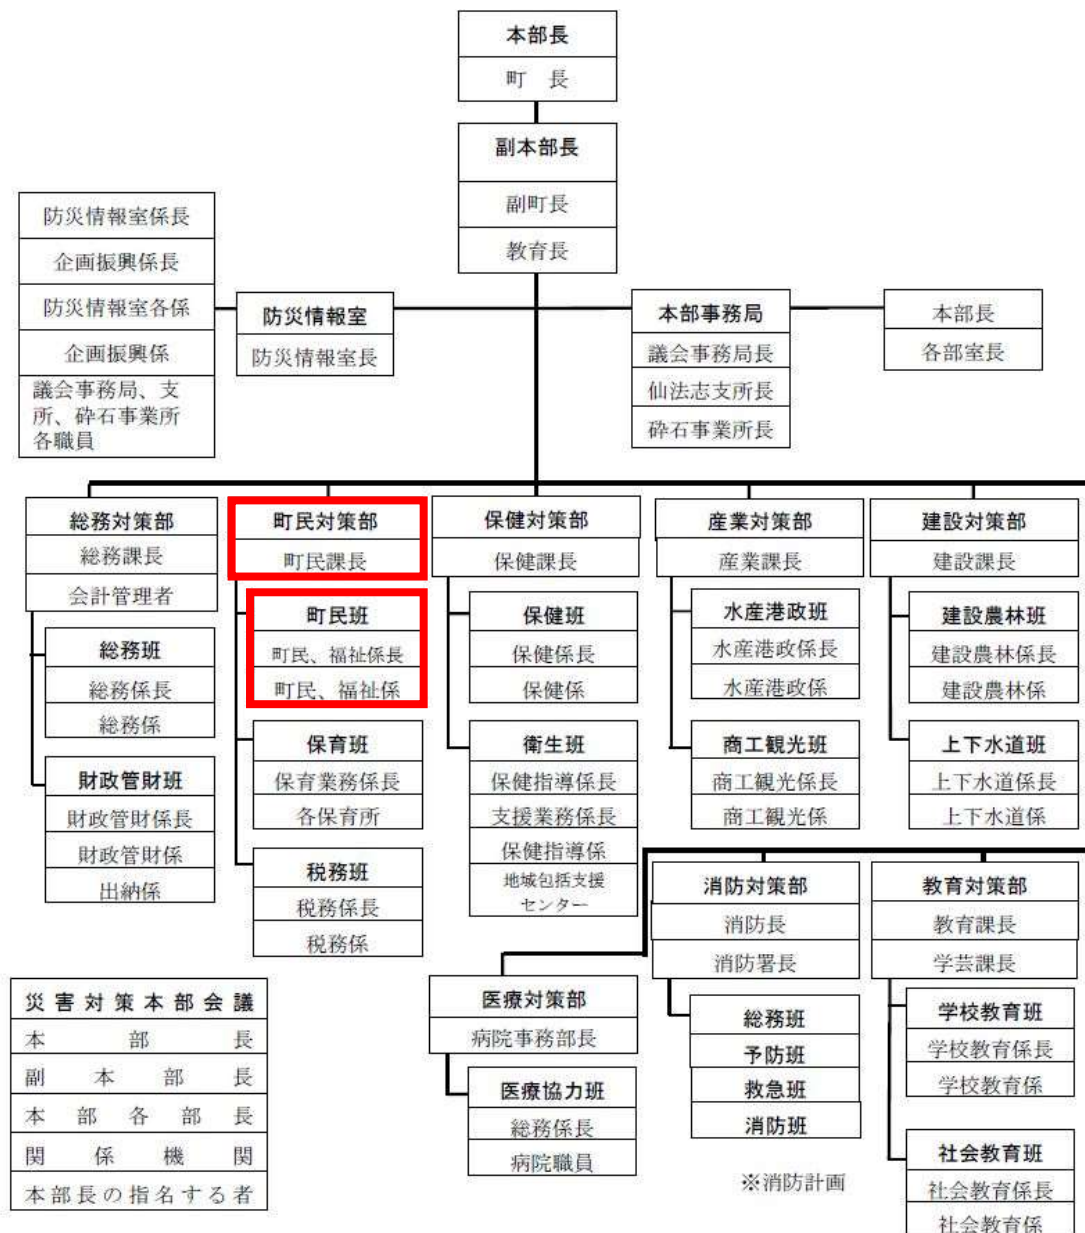 本部長
町　長
副本部長
副町長
教育長
防災情報室係長
企画振興係長
防災情報室各係
企画振興係
議会事務局、支
所、砕石事業所
各職員
防災情報室
防災情報室長
本部事務局
議会事務局長
仙法志支所長
砕石事業所長
本部長
各部室長
総務対策部
総務課長
会計管理者
総務班
総務係長
総務係
財政管財班
財政管財係長
財政管財係
出納係
町民対策部
町民課長
町民班
町民、福祉係長
町民、福祉係
保育班
保育業務係長
各保育所
税務班
税務係長
税務係
保健対策部
保健課長
保健班
保健係長
保健係
衛生班
保健指導係長
支援業務係長
保健指導係
地域包括支援
センター
産業対策部
産業課長
水産港政班
水産港政係長
水産港政係
商工観光班
商工観光係長
商工観光係
建設対策部
建設課長
建設農林班
建設農林係長
建設農林係
上下水道班
上下水道係長
上下水道係
医療対策部
病院事務部長
医療協力班
総務係長
病院職員
消防対策部
消防長
消防署長
総務班
予防班
救急班
消防班
※消防計画
教育対策部
教育課長
学芸課長
学校教育班
学校教育係長
学校教育係
社会教育班
社会教育係長
社会教育係
災害対策本部会議
本部長
副本部長
本部各部長
関係機関
本部長の指名する者